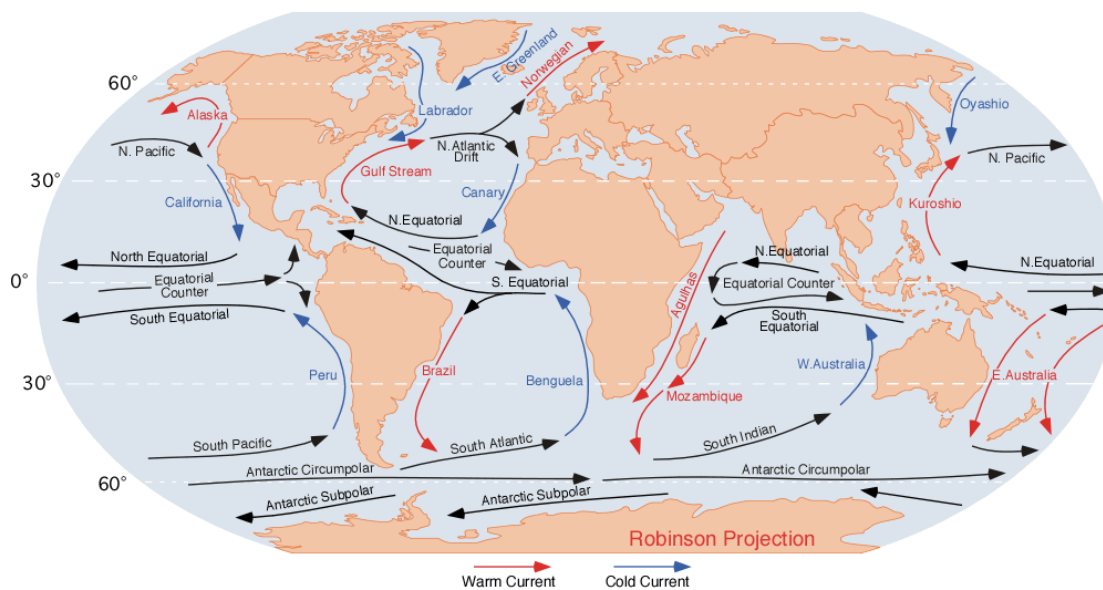 60°
30°
0°
30°
60°
E. Greenland
Norwegian
Labrador
Oyashio
Alaska
N. Pacific
N. Atlantic
Drift
N. Pacific
Gulf Stream
Canary
California
Kuroshio
N.Equatorial
North Equatorial
Equatorial
Counter
N.Equatorial
N.Equatorial
Equatorial
Counter
S. Equatorial
Equatorial Counter
Agulhas
South Equatorial
South
Equatorial
Peru
Brazil
Benguela
W.Australia
E.Australia
Mozambique
South Pacific
South Atlantic
South Indian
Antarctic Circumpolar
Antarctic Circumpolar
Antarctic Subpolar
Antarctic Subpolar
Robinson Projection
Warm Current
Cold Current